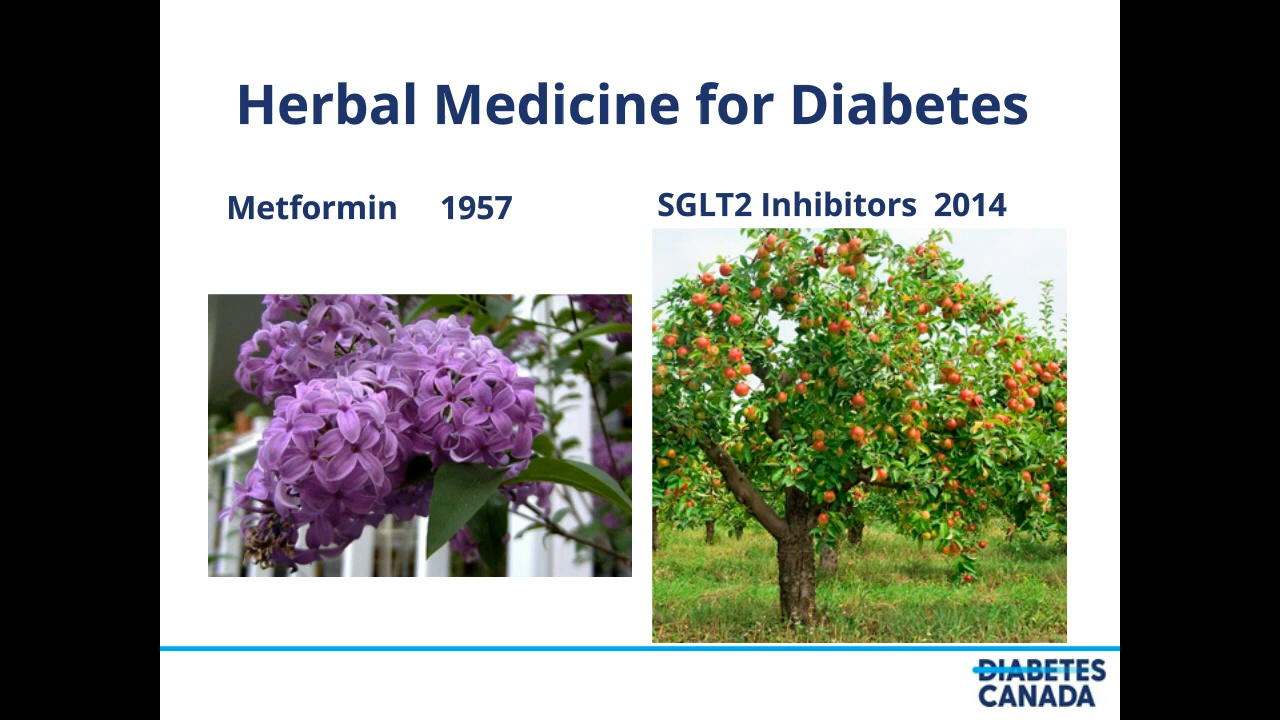 Herbal Medicine for Diabetes
Metformin 1957
SGLT2 Inhibitors 2014
DIABETES
CANADA